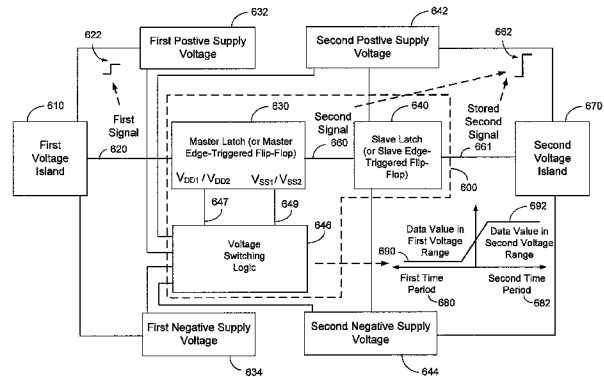 632
642
622
First Postive Supply
Voltage
Second Postive Supply
Voltage
662
610
First
Signal
630
Second
Signal
640
Stored
Second
Signal
670
First
Voltage
Island
620
Master Latch (or Master
Edge-Triggered Flip-Flop)
VDD1 / VDD2
VSS1 / VSS2
660
Slave Latch
(or Slave Edge-
Triggered Flip-
Flop)
661
600
Second
Voltage
Island
647
649
646
Voltage
Switching
Logic
692
Data Value in
First Voltage
Range
Data Value in
Second Voltage
Range
690
First Time
Period
680
Second Time
Period
682
First Negative Supply
Voltage
634
Second Negative Supply
Voltage
644